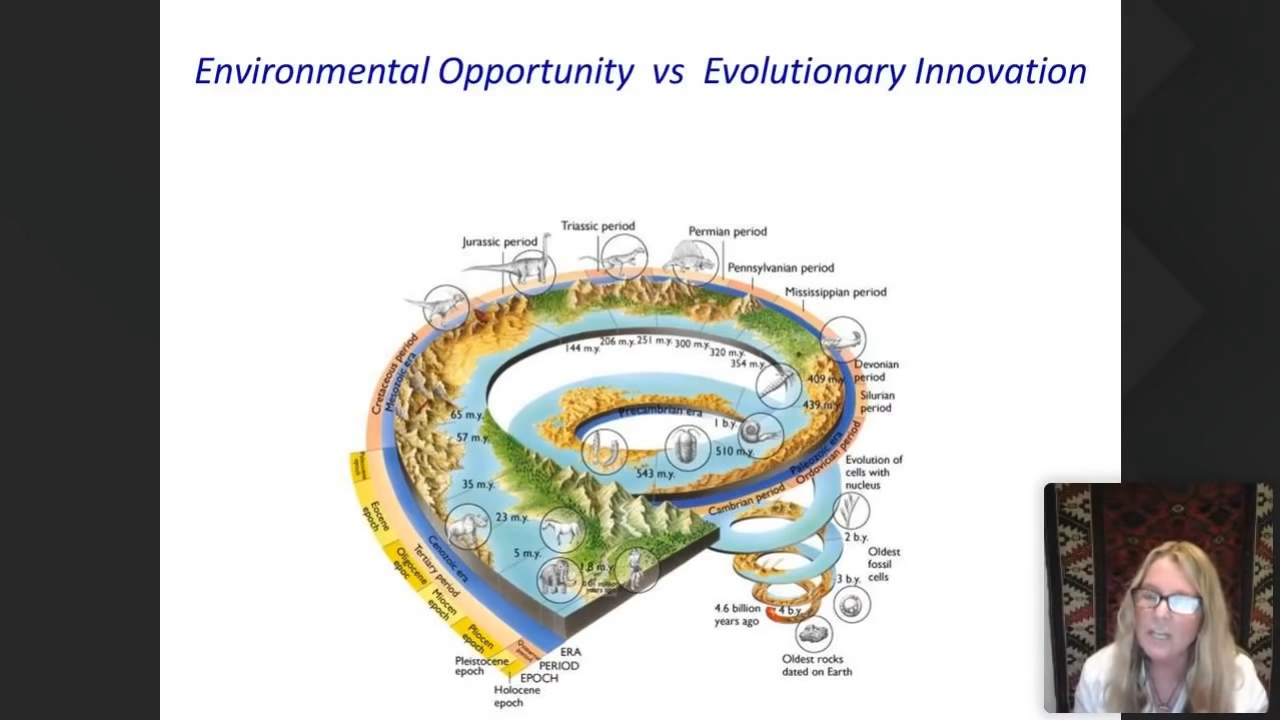 Environmental Opportunity vs Evolutionary Innovation
Triassic period
Permian period
Jurassic period
Pennsylvanian period
Mississippian period
Devonian
period
Silurian
period
Cretaceous period
Mesozoic era
144 m.y.
206 m.y.
251 m.y.
300 m.y.
320 m.y.
354 m.y.
409 m.y.
439 m.y.
Precambrian era
1 b.y.
510 m.y.
543 m.y.
Paleozoic era
Ordovician period
Cambrian period
65 m.y.
57 m.y.
35 m.y.
23 m.y.
5 m.y.
1.8 m.y.
Evolution of
cells with
nucleus
2 b.y.
Oldest
fossil
cells
3 b.y.
4.6 billion
years ago
4 b.y.
Oldest rocks
dated on Earth
Eocene
epoch
Oligocene
epoc
Miocen
epoch
Pliocen
epoch
Cenozoic era
Tertiary period
Pleistocene
epoch
Holocene
epoch
ERA
PERIOD
EPOCH